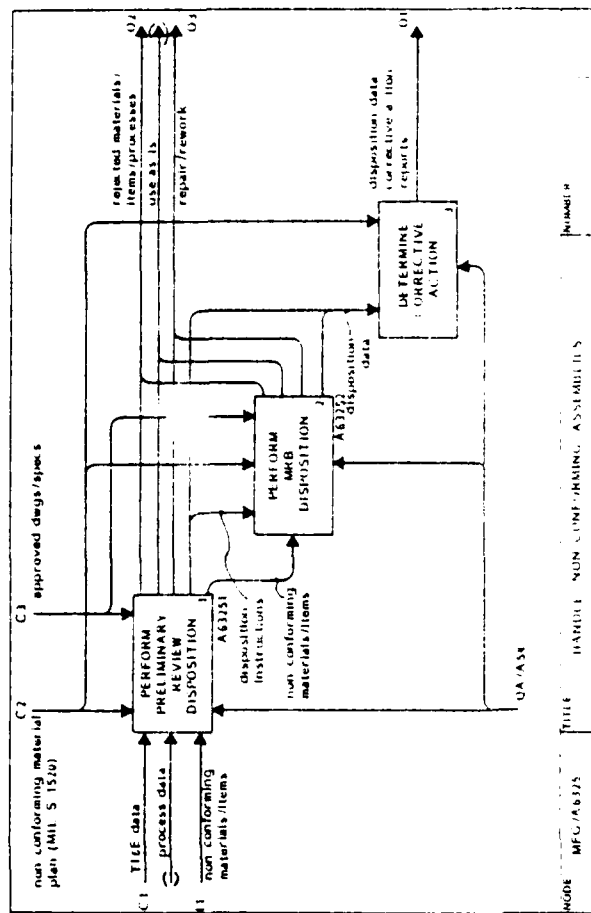 C2
C3
non conforming material
plan (MIL S 1520)
approved dwgs/specs
C1
TI&E data
process data
I1
non conforming
materials/items
PERFORM
PRELIMINARY
REVIEW
DISPOSITION
1
A63251
disposition
instructions
non conforming
materials/items
PERFORM
MRB
DISPOSITION
2
A63252
disposition
data
DETERMINE
CORRECTIVE
ACTION
3
rejected materials/
items/processes
O2
use as is
repair/rework
O3
disposition data
corrective action
reports
O1
QA/A54
NODE
MFG/A6325
TITLE
HANDLE NON CONFORMING ASSEMBLIES
NUMBER